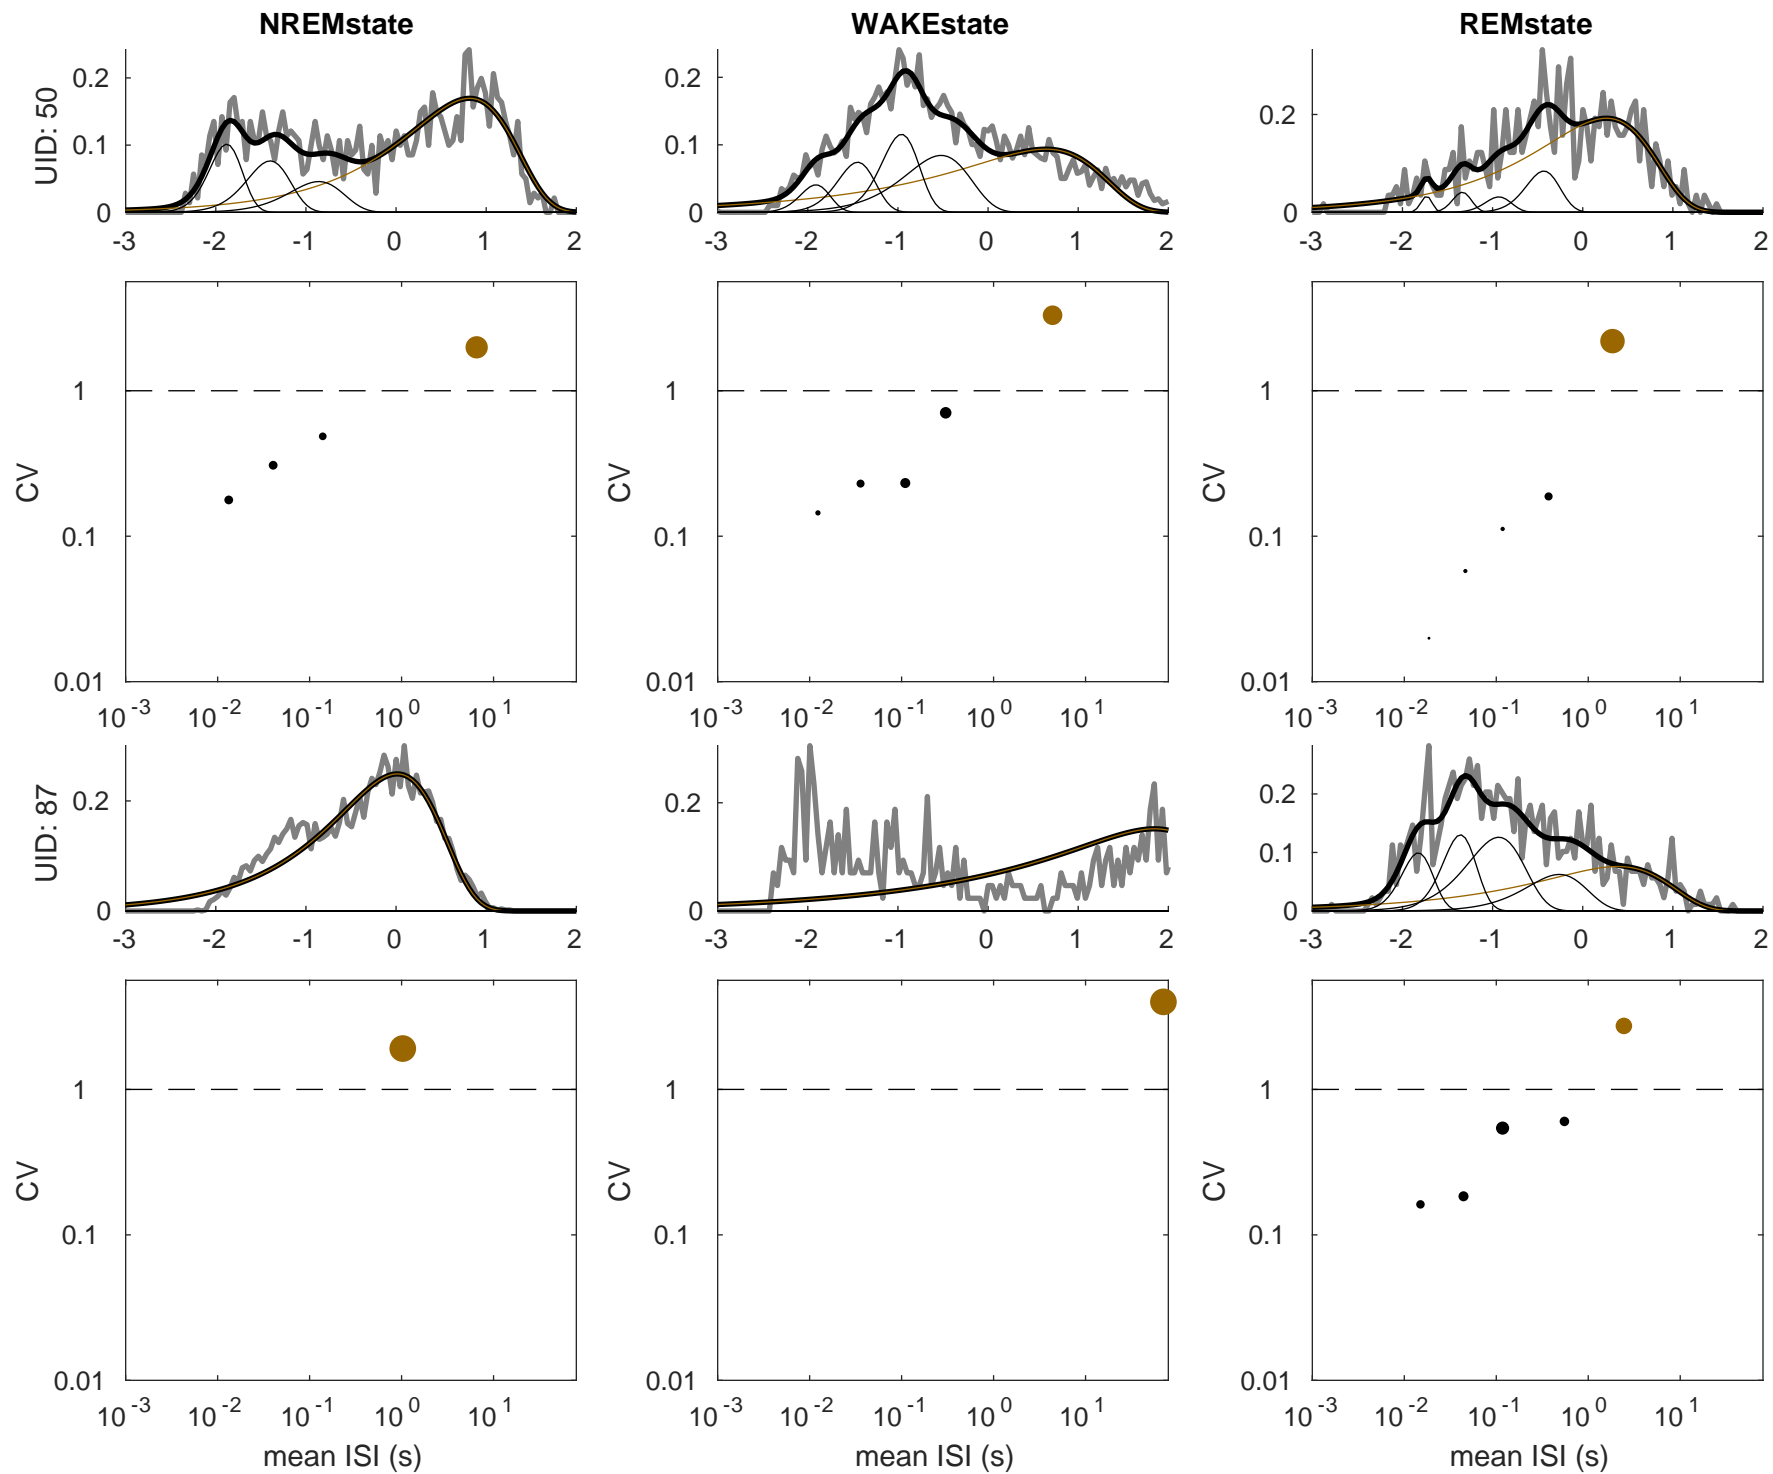 NREMstate WAKEstate REMstate
UID: 50
0.2 0.1 0
0.2 0.1 0
0.2 0
-3 -2 -1 0 1 2
-3 -2 -1 0 1 2
-3 -2 -1 0 1 2
CV 1 0.1 0.01
CV 1 0.1 0.01
CV 1 0.1 0.01
10^-3 10^-2 10^-1 10^0 10^1
10^-3 10^-2 10^-1 10^0 10^1
10^-3 10^-2 10^-1 10^0 10^1
UID: 87
0.2 0
0.2 0
0.2 0.1 0
-3 -2 -1 0 1 2
-3 -2 -1 0 1 2
-3 -2 -1 0 1 2
CV 1 0.1 0.01
CV 1 0.1 0.01
CV 1 0.1 0.01
10^-3 10^-2 10^-1 10^0 10^1
10^-3 10^-2 10^-1 10^0 10^1
10^-3 10^-2 10^-1 10^0 10^1
mean ISI (s) mean ISI (s) mean ISI (s)